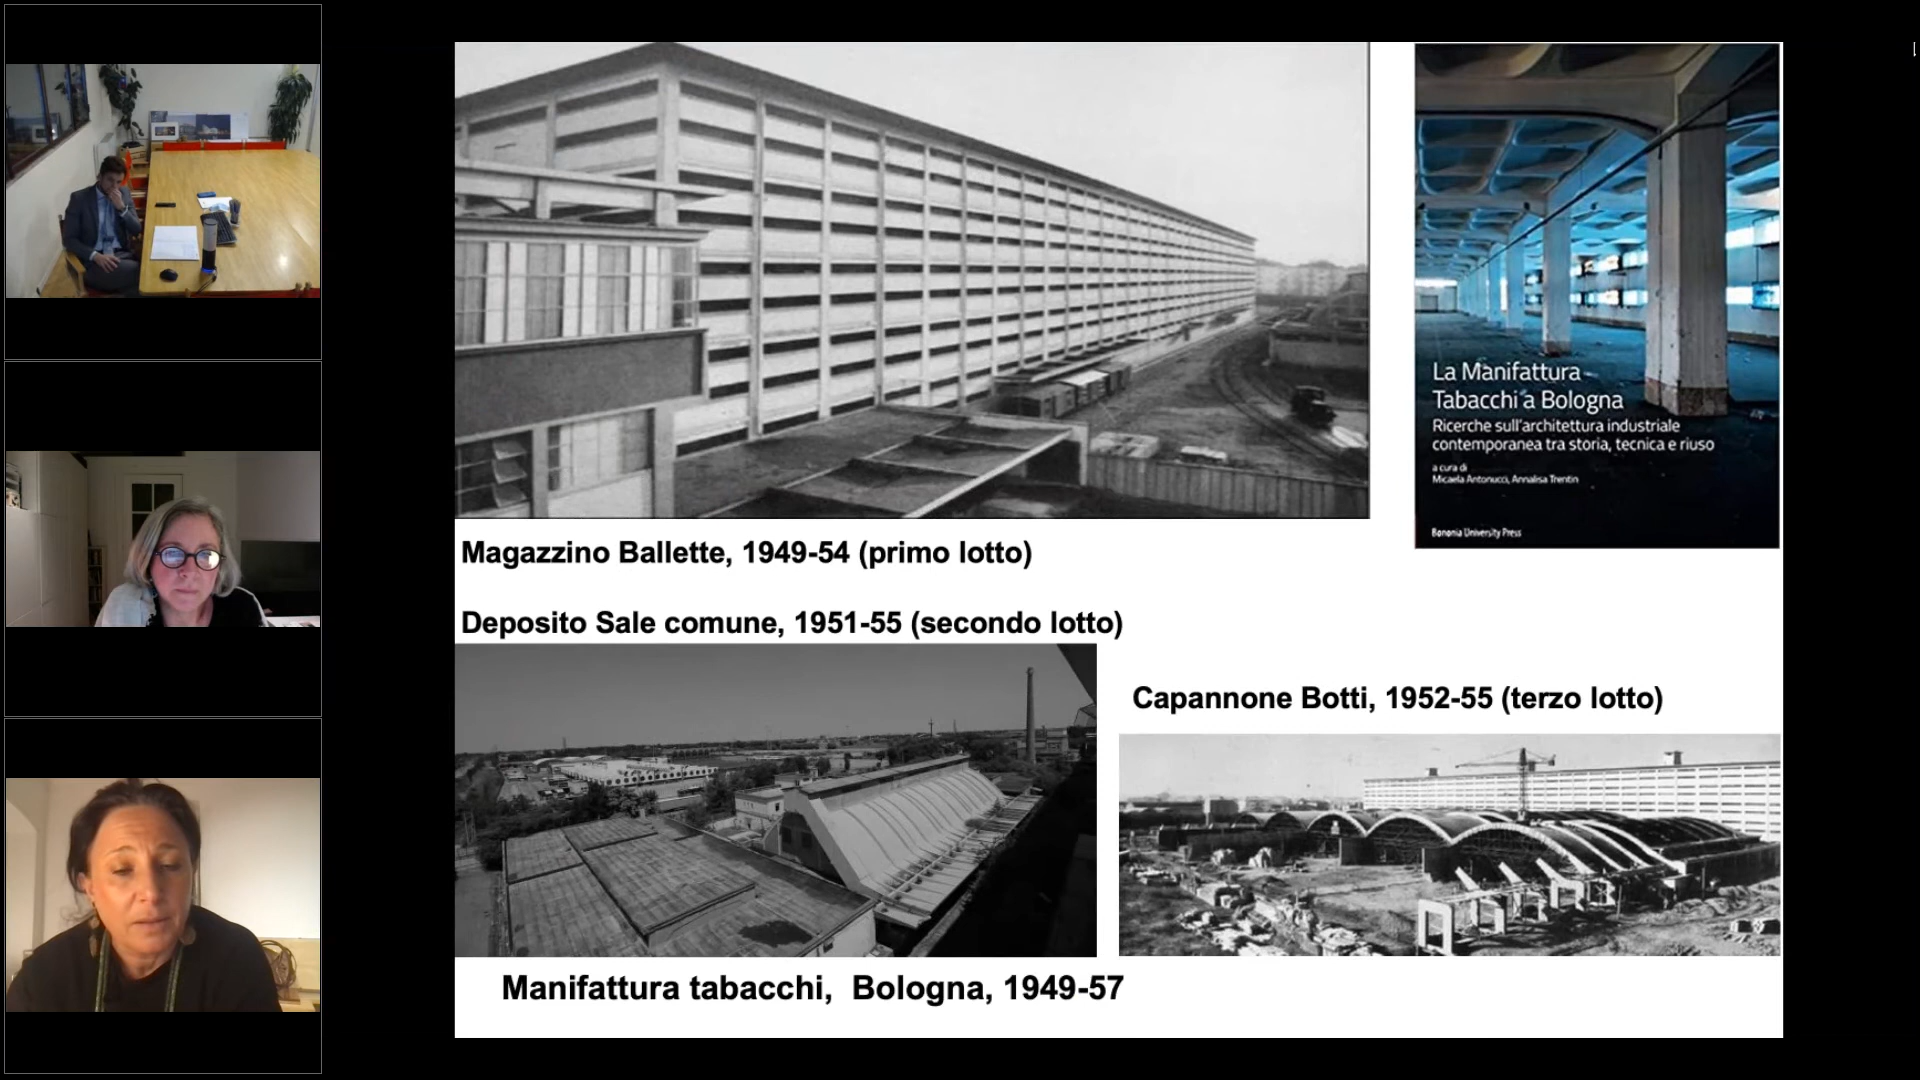 La Manifattura
Tabacchi a Bologna
Ricerche sull'architettura industriale
contemporanea tra storia, tecnica e riuso
a cura di
Micaela Antonucci, Annalisa Trentin
Bononia University Press
Magazzino Ballette, 1949-54 (primo lotto)
Deposito Sale comune, 1951-55 (secondo lotto)
Capannone Botti, 1952-55 (terzo lotto)
Manifattura tabacchi, Bologna, 1949-57